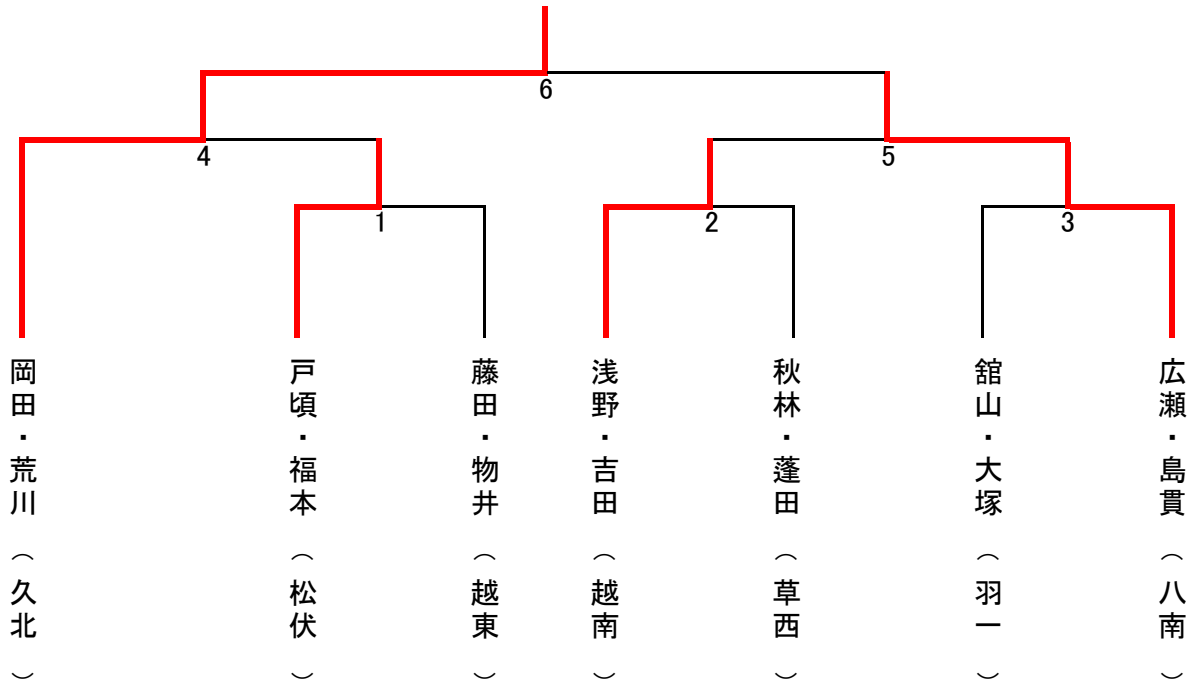 6
4
5
1
2
3
岡田・荒川（久北）
戸頃・福本（松伏）
藤田・物井（越東）
浅野・吉田（越南）
秋林・蓬田（草西）
舘山・大塚（羽一）
広瀬・島貫（八南）